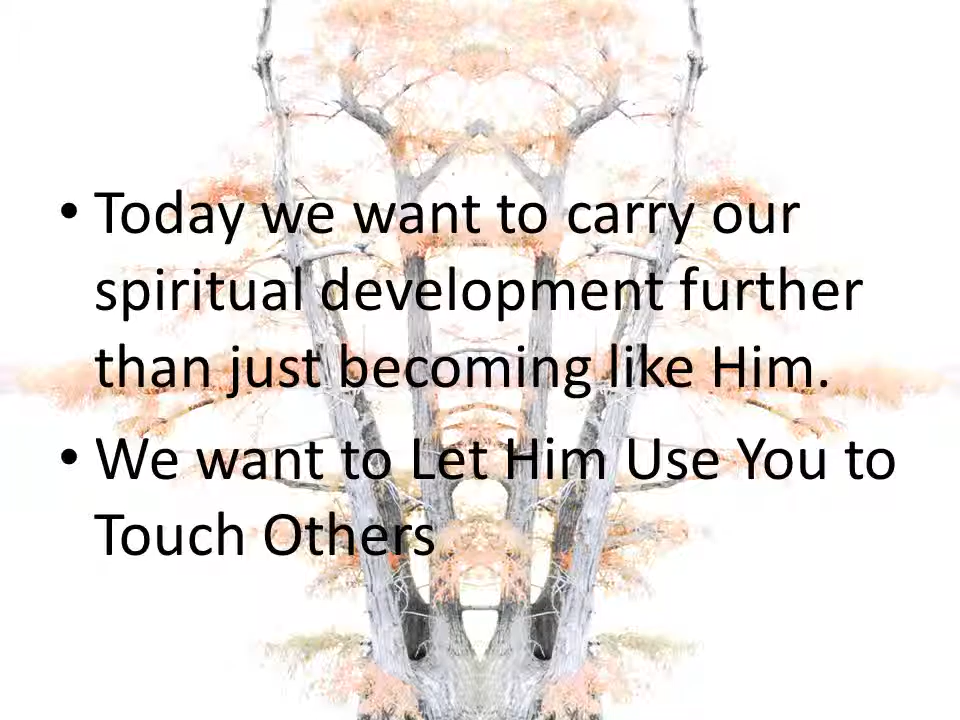 • Today we want to carry our
spiritual development further
than just becoming like Him.
• We want to Let Him Use You to
Touch Others